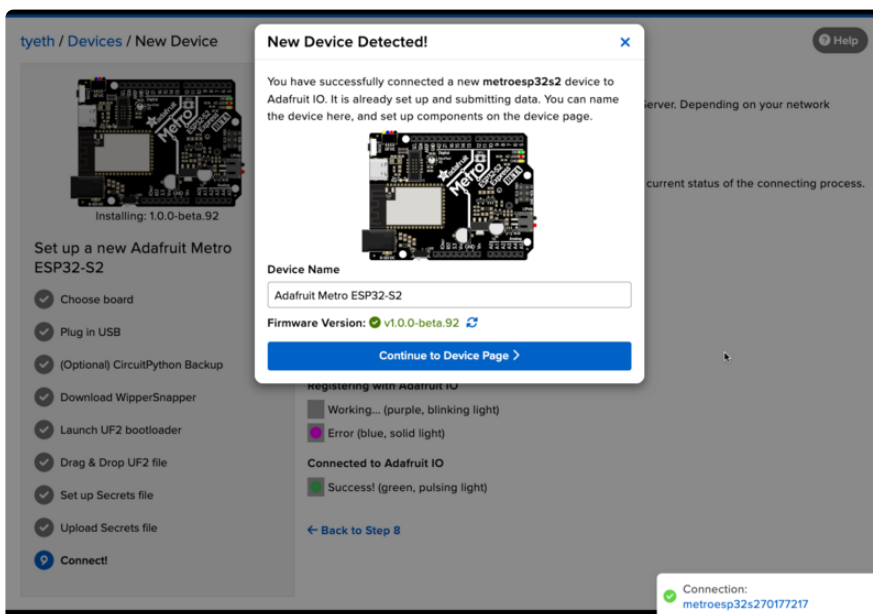 tyeth / Devices / New Device
Help
Installing: 1.0.0-beta.92
Set up a new Adafruit Metro
ESP32-S2
Choose board
Plug in USB
(Optional) CircuitPython Backup
Download WipperSnapper
Launch UF2 bootloader
Drag & Drop UF2 file
Set up Secrets file
Upload Secrets file
9 Connect!
New Device Detected!
You have successfully connected a new metroesp32s2 device to
Adafruit IO. It is already set up and submitting data. You can name
the device here, and set up components on the device page.
Device Name
Adafruit Metro ESP32-S2
Firmware Version: v1.0.0-beta.92
Continue to Device Page
Server. Depending on your network
current status of the connecting process.
Registering with Adafruit IO
Working... (purple, blinking light)
Error (blue, solid light)
Connected to Adafruit IO
Success! (green, pulsing light)
← Back to Step 8
Connection:
metroesp32s270177217